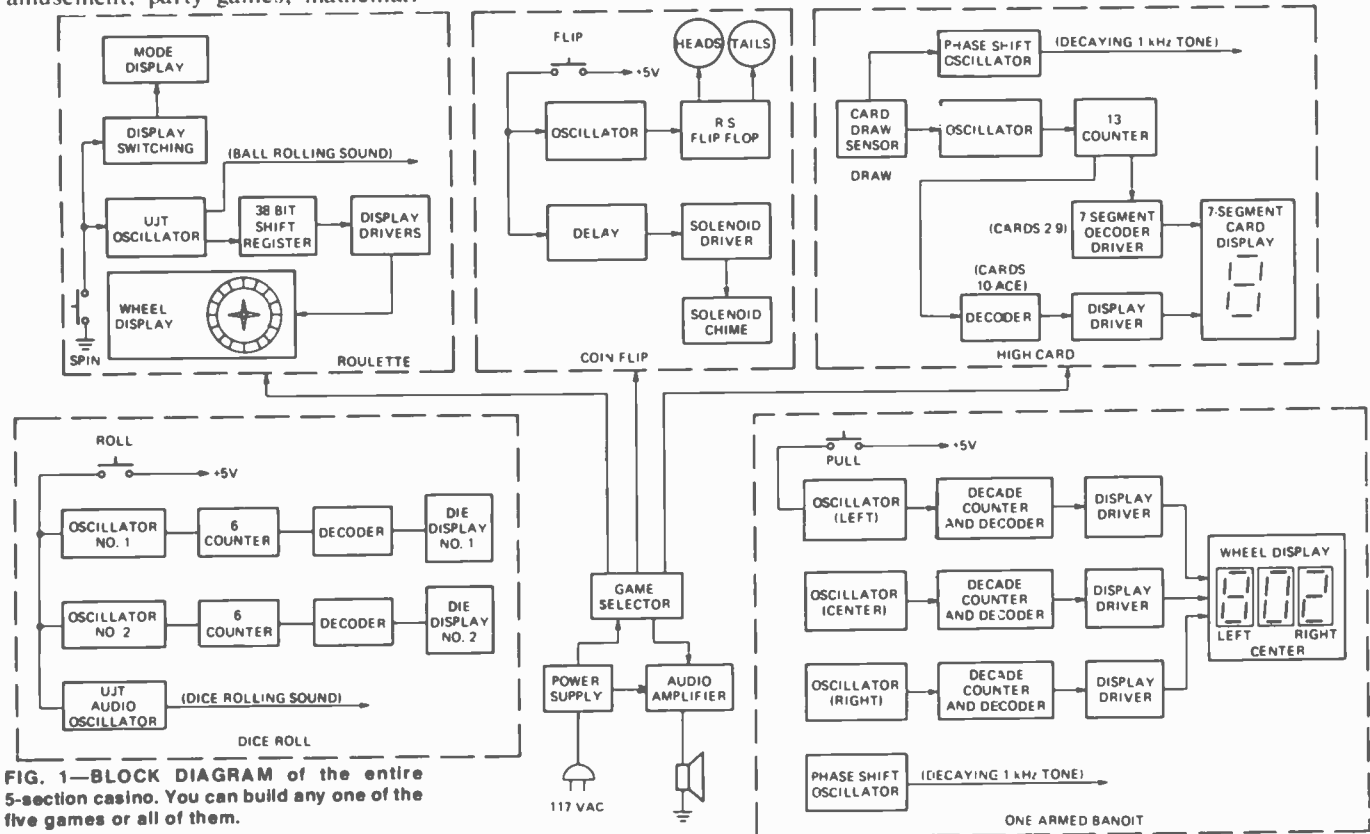 amusement, party games,
MODE
DISPLAY
DISPLAY
SWITCHING
(BALL ROLLING SOUND)
UJT
OSCILLATOR
38 BIT
SHIFT
REGISTER
DISPLAY
DRIVERS
WHEEL
DISPLAY
SPIN
ROULETTE
FLIP
+5V
HEADS
TAILS
OSCILLATOR
R S
FLIP FLOP
DELAY
SOLENOID
DRIVER
SOLENOID
CHIME
COIN FLIP
PHASE SHIFT
OSCILLATOR
(DECAYING 1 kHz TONE)
CARD
DRAW
SENSOR
OSCILLATOR
13
COUNTER
DRAW
(CARDS 2 9)
7 SEGMENT
DECODER
DRIVER
7-SEGMENT
CARD
DISPLAY
8
(CARDS
10-ACE)
DECODER
DISPLAY
DRIVER
HIGH CARD
ROLL
+5V
OSCILLATOR
NO. 1
6
COUNTER
DECODER
DIE
DISPLAY
NO. 1
OSCILLATOR
NO. 2
6
COUNTER
DECODER
DIE
DISPLAY
NO. 2
UJT
AUDIO
OSCILLATOR
(DICE ROLLING SOUND)
DICE ROLL
GAME
SELECTOR
POWER
SUPPLY
AUDIO
AMPLIFIER
117 VAC
PULL
+5V
OSCILLATOR
(LEFT)
DECADE
COUNTER
AND DECODER
DISPLAY
DRIVER
OSCILLATOR
(CENTER)
DECADE
COUNTER
AND DECODER
DISPLAY
DRIVER
OSCILLATOR
(RIGHT)
DECADE
COUNTER
AND DECODER
DISPLAY
DRIVER
WHEEL DISPLAY
902
LEFT RIGHT
CENTER
PHASE SHIFT
OSCILLATOR
(DECAYING 1 kHz TONE)
ONE ARMED BANDIT
FIG. 1—BLOCK DIAGRAM of the entire
5-section casino. You can build any one of the
five games or all of them.